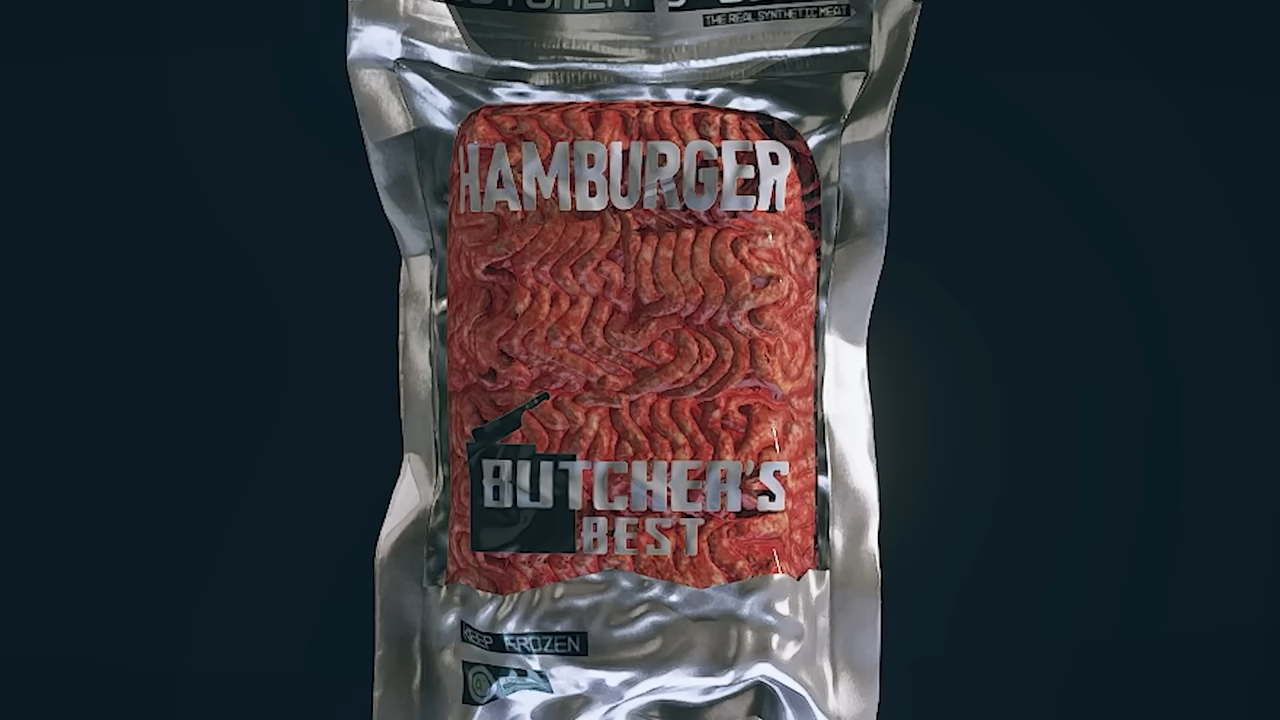 THE REAL SYNTHETIC MEAT
HAMBURGER
BUTCHER'S
BEST
KEEP FROZEN